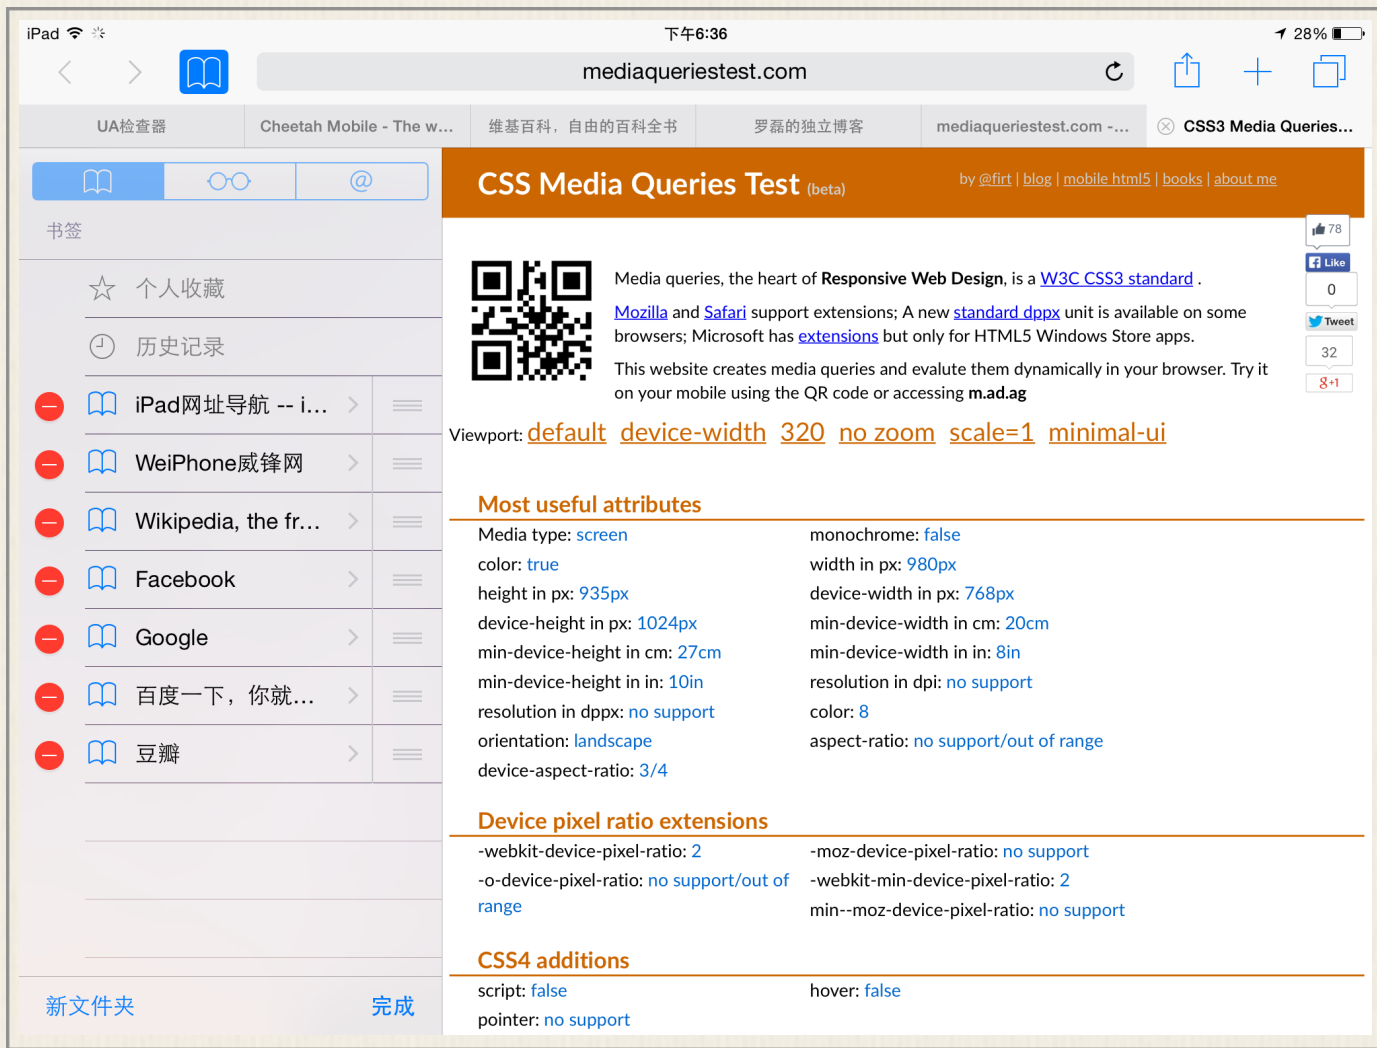 iPad
下午6:36
28%
mediaqueriestest.com
UA检查器
Cheetah Mobile - The w...
维基百科，自由的百科全书
罗磊的独立博客
mediaqueriestest.com -...
CSS3 Media Queries...
@
书签
个人收藏
历史记录
iPad网址导航 -- i...
WeiPhone威锋网
Wikipedia, the fr...
Facebook
Google
百度一下，你就...
豆瓣
新文件夹
完成
CSS Media Queries Test (beta)
by @firt | blog | mobile html5 | books | about me
78
Like
0
Tweet
32
g+1
Media queries, the heart of Responsive Web Design, is a W3C CSS3 standard .
Mozilla and Safari support extensions; A new standard dppx unit is available on some
browsers; Microsoft has extensions but only for HTML5 Windows Store apps.
This website creates media queries and evalute them dynamically in your browser. Try it
on your mobile using the QR code or accessing m.ad.ag
Viewport: default device-width 320 no zoom scale=1 minimal-ui
Most useful attributes
Media type: screen
monochrome: false
color: true
width in px: 980px
height in px: 935px
device-width in px: 768px
device-height in px: 1024px
min-device-width in cm: 20cm
min-device-height in cm: 27cm
min-device-width in in: 8in
min-device-height in in: 10in
resolution in dpi: no support
resolution in dppx: no support
color: 8
orientation: landscape
aspect-ratio: no support/out of range
device-aspect-ratio: 3/4
Device pixel ratio extensions
-webkit-device-pixel-ratio: 2
-moz-device-pixel-ratio: no support
-o-device-pixel-ratio: no support/out of
range
-webkit-min-device-pixel-ratio: 2
min--moz-device-pixel-ratio: no support
CSS4 additions
script: false
hover: false
pointer: no support